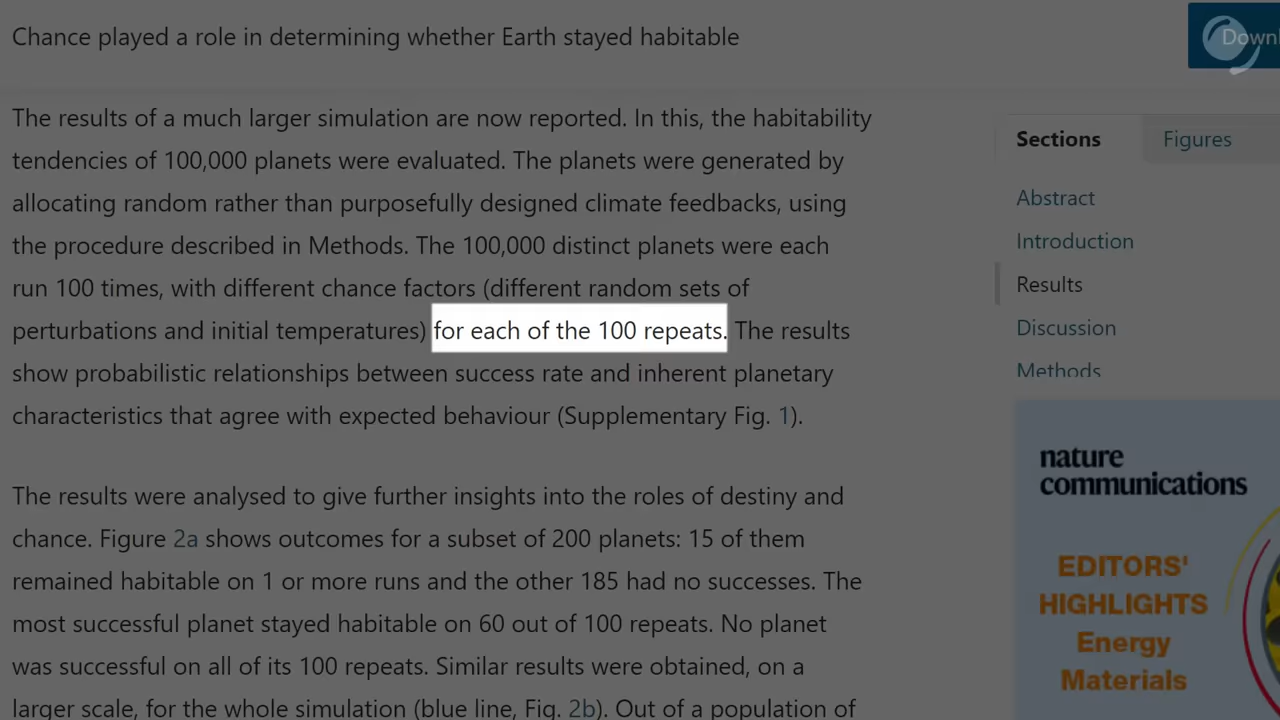 Chance played a role in determining whether Earth stayed habitable
Down
The results of a much larger simulation are now reported. In this, the habitability
tendencies of 100,000 planets were evaluated. The planets were generated by
allocating random rather than purposefully designed climate feedbacks, using
the procedure described in Methods. The 100,000 distinct planets were each
run 100 times, with different chance factors (different random sets of
perturbations and initial temperatures) for each of the 100 repeats. The results
show probabilistic relationships between success rate and inherent planetary
characteristics that agree with expected behaviour (Supplementary Fig. 1).
The results were analysed to give further insights into the roles of destiny and
chance. Figure 2a shows outcomes for a subset of 200 planets: 15 of them
remained habitable on 1 or more runs and the other 185 had no successes. The
most successful planet stayed habitable on 60 out of 100 repeats. No planet
was successful on all of its 100 repeats. Similar results were obtained, on a
larger scale, for the whole simulation (blue line, Fig. 2b). Out of a population of
Sections
Figures
Abstract
Introduction
Results
Discussion
Methods
nature
communications
EDITORS'
HIGHLIGHTS
Energy
Materials